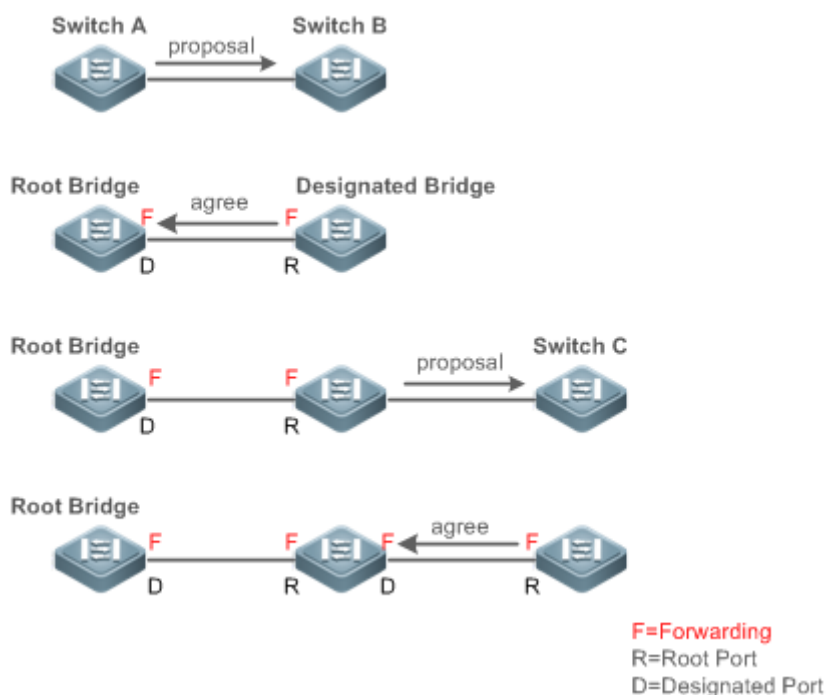 Switch A
Switch B
proposal
Root Bridge
Designated Bridge
F
agree
F
D
R
Root Bridge
Switch C
proposal
F
F
D
R
Root Bridge
agree
F
F
F
F
D
R
D
R
F=Forwarding
R=Root Port
D=Designated Port